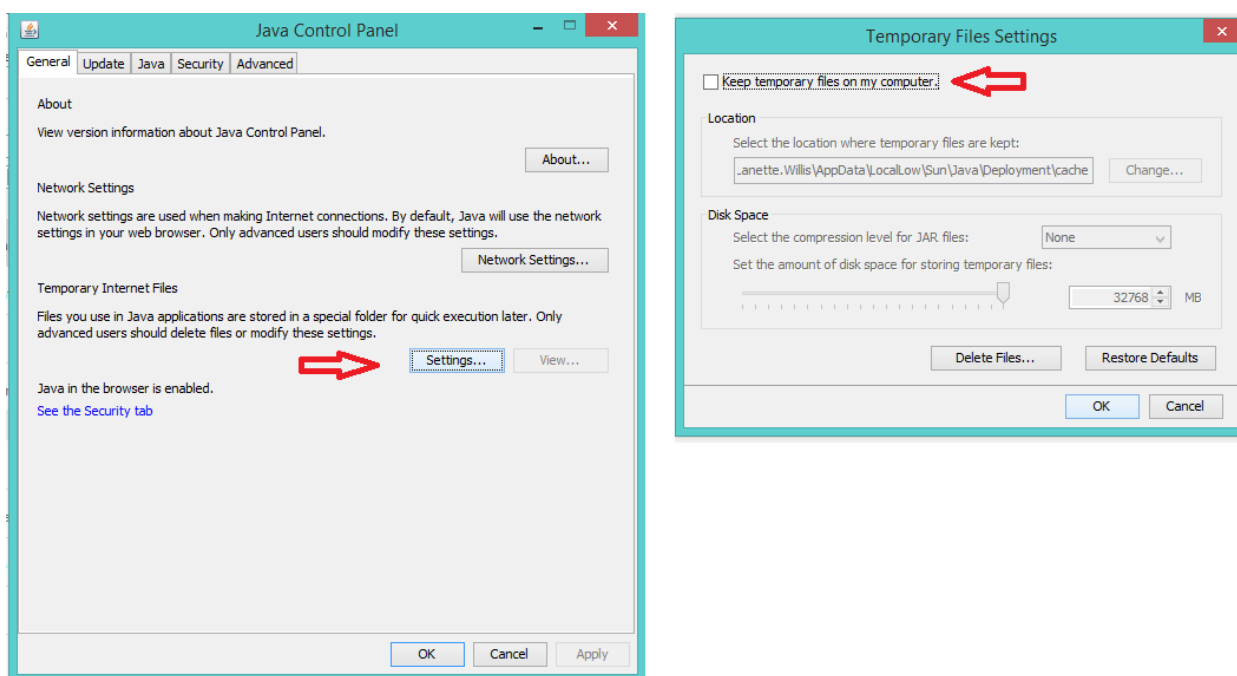 Java Control Panel
General Update Java Security Advanced
About
View version information about Java Control Panel.
About...
Network Settings
Network settings are used when making Internet connections. By default, Java will use the network
settings in your web browser. Only advanced users should modify these settings.
Network Settings...
Temporary Internet Files
Files you use in Java applications are stored in a special folder for quick execution later. Only
advanced users should delete files or modify these settings.
Settings... View...
Java in the browser is enabled.
See the Security tab
OK Cancel Apply
Temporary Files Settings
Keep temporary files on my computer.
Location
Select the location where temporary files are kept:
.anette.Willis\AppData\LocalLow\Sun\Java\Deployment\cache Change...
Disk Space
Select the compression level for JAR files: None
Set the amount of disk space for storing temporary files:
32768 MB
Delete Files... Restore Defaults
OK Cancel